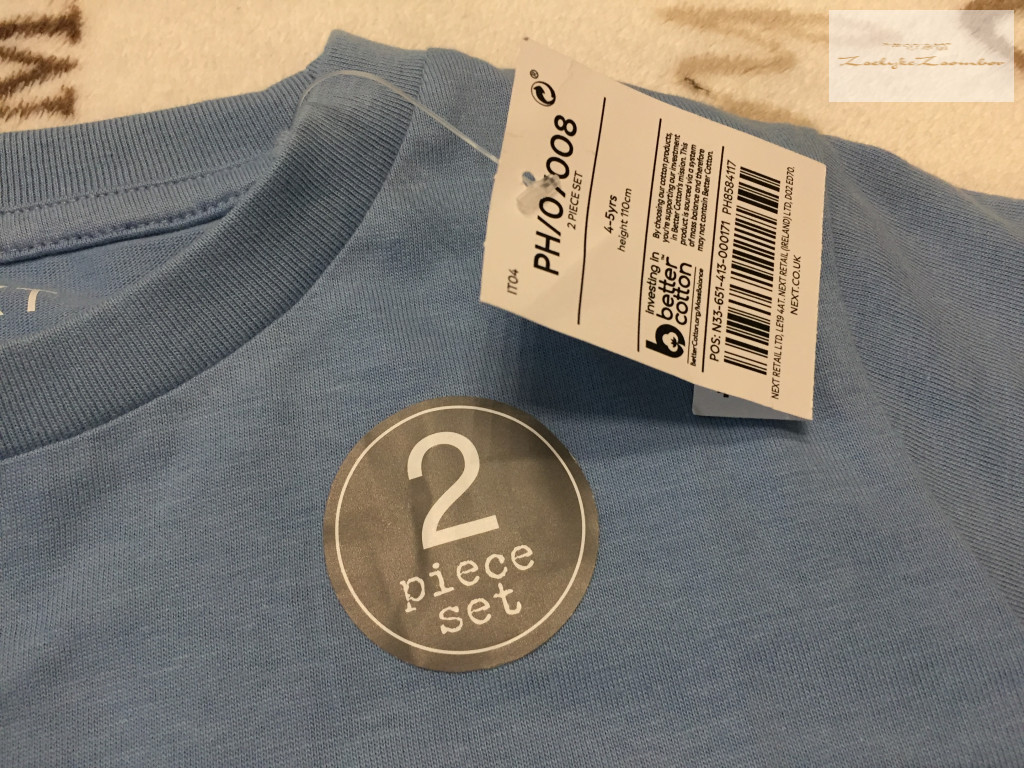 PH/07008
2 PIECE SET
IT04
4-5yrs
height 110cm
Investing in
better
cotton
betterCotton.org/Massbalance
By choosing our cotton products,
you're supporting our investment
in Better Cotton's mission. This
product is sourced via a system
of mass balance and therefore
may not contain Better Cotton.
POS: N33-651-413-000171 PH8584117
NEXT RETAIL LTD, LE19 4AT. NEXT RETAIL (IRELAND) LTD, D02 ED70.
NEXT.CO.UK
2
piece
set